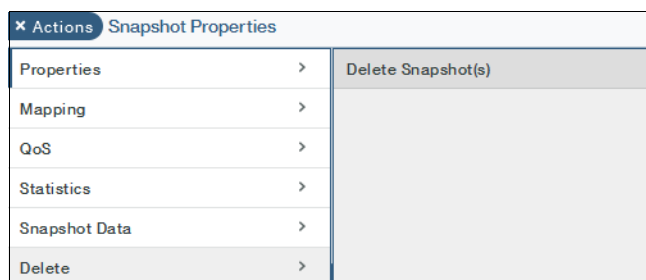 × Actions Snapshot Properties
Properties > Delete Snapshot(s)
Mapping >
QoS >
Statistics >
Snapshot Data >
Delete >